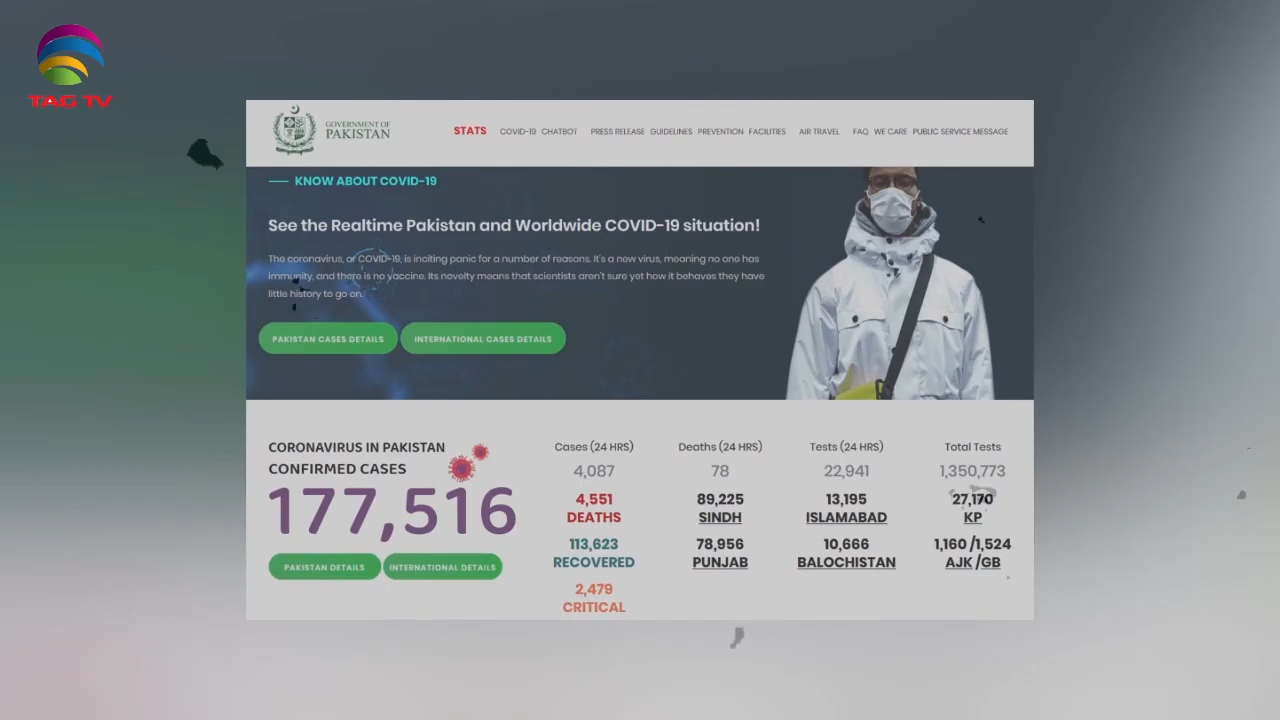 TAG TV
GOVERNMENT OF
PAKISTAN
STATS COVID-19 CHATBOT PRESS RELEASE GUIDELINES PREVENTION FACILITIES AIR TRAVEL FAQ WE CARE PUBLIC SERVICE MESSAGE
KNOW ABOUT COVID-19
See the Realtime Pakistan and Worldwide COVID-19 situation!
The coronavirus, or COVID-19, is inciting panic for a number of reasons. It's a new virus, meaning no one has
immunity, and there is no vaccine. Its novelty means that scientists aren't sure yet how it behaves they have
little history to go on.
PAKISTAN CASES DETAILS INTERNATIONAL CASES DETAILS
CORONAVIRUS IN PAKISTAN
CONFIRMED CASES
177,516
PAKISTAN DETAILS INTERNATIONAL DETAILS
Cases (24 HRS) Deaths (24 HRS) Tests (24 HRS) Total Tests
4,087 78 22,941 1,350,773
4,551 89,225 13,195 27,170
DEATHS SINDH ISLAMABAD KP
113,623 78,956 10,666 1,160 /1,524
RECOVERED PUNJAB BALOCHISTAN AJK /GB
2,479
CRITICAL